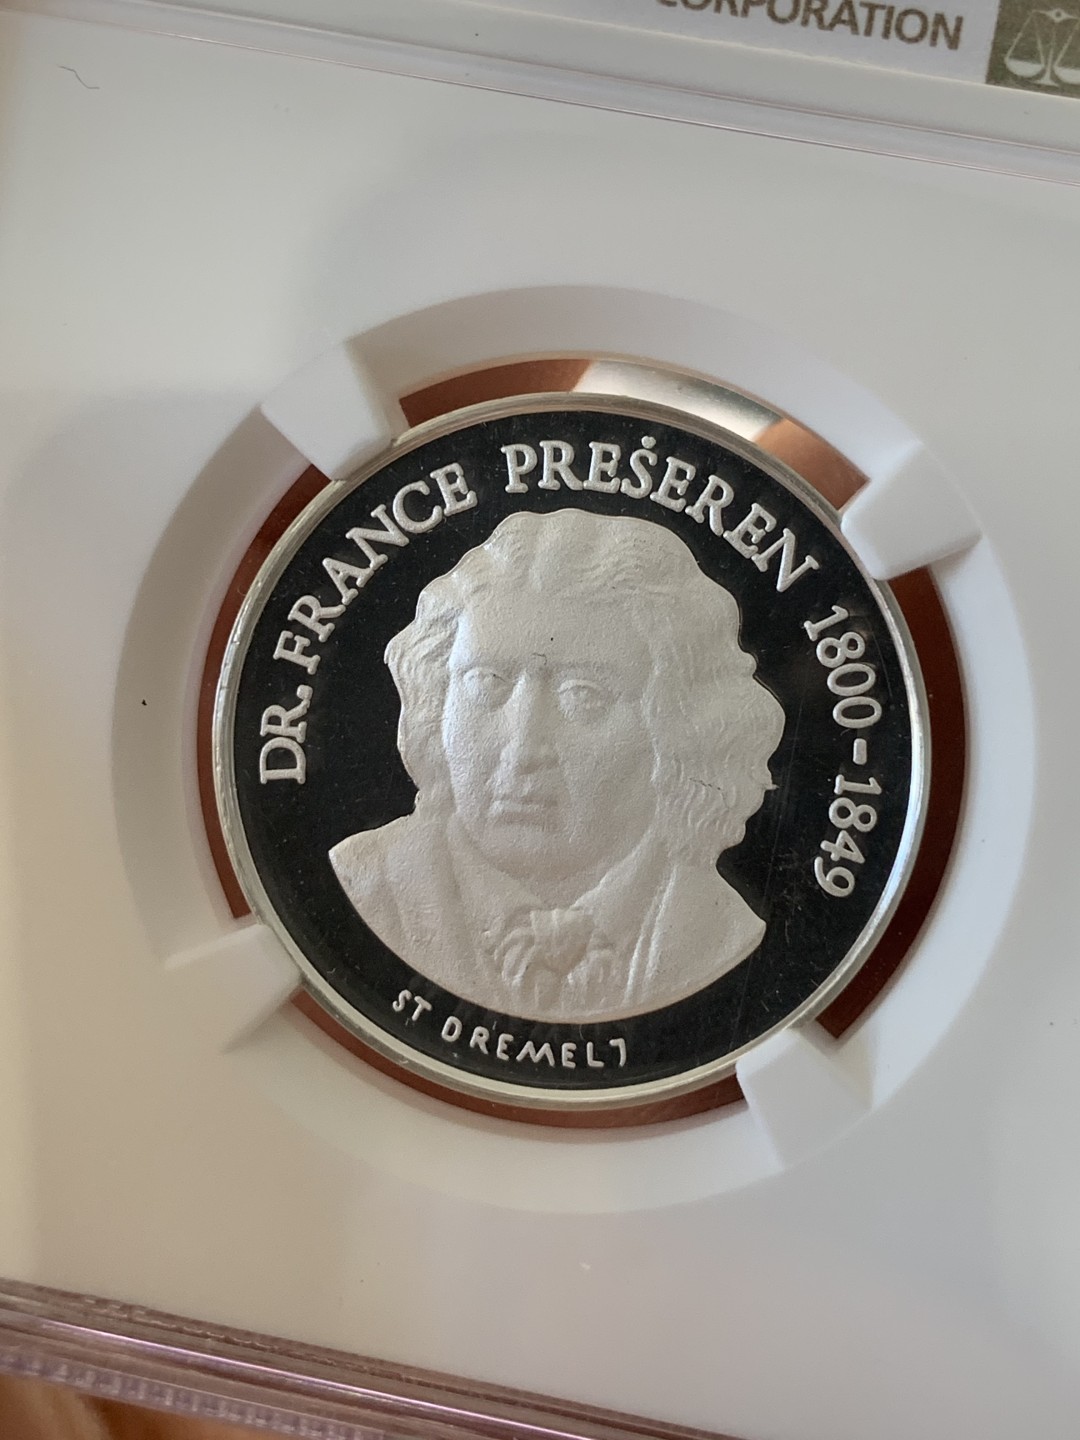 CORPORATION
DR. FRANCE PREŠEREN 1800-1849
ST DREMELJ